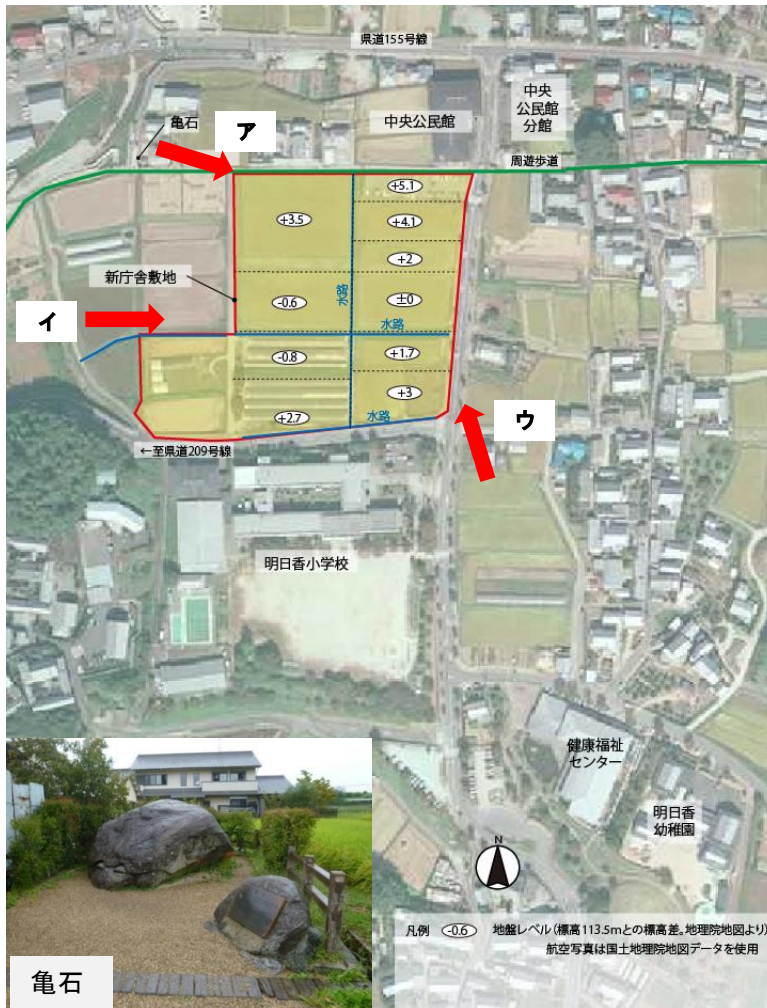 県道155号線
亀石
ア
中央公民館
中央
公民館
分館
周遊歩道
+5.1
+3.5
+4.1
+2
新庁舎敷地
水路
-0.6
±0
イ
水路
-0.8
+1.7
+3
+2.7
水路
ウ
←至県道209号線
明日香小学校
健康福祉
センター
明日香
幼稚園
N
凡例 -0.6 地盤レベル(標高113.5mとの標高差。地理院地図より)
航空写真は国土地理院地図データを使用
亀石